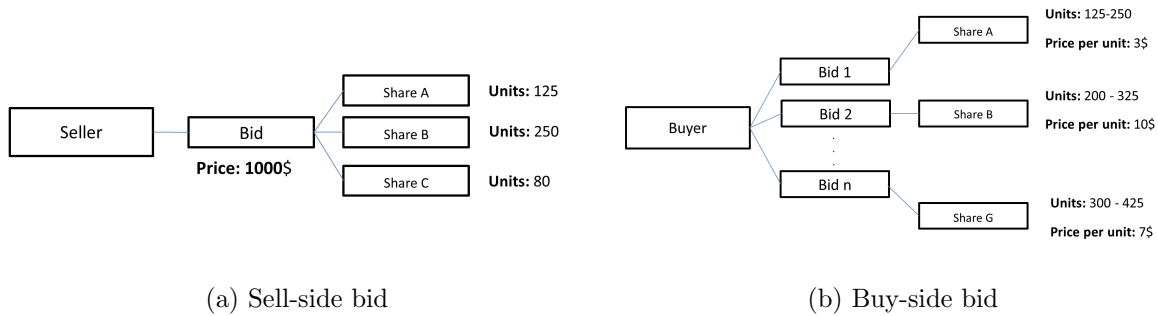 Seller
Bid
Price: 1000$
Share A
Units: 125
Share B
Units: 250
Share C
Units: 80
(a) Sell-side bid
Buyer
Bid 1
Share A
Units: 125-250
Price per unit: 3$
Bid 2
Share B
Units: 200 - 325
Price per unit: 10$
.
.
.
Bid n
Share G
Units: 300 - 425
Price per unit: 7$
(b) Buy-side bid